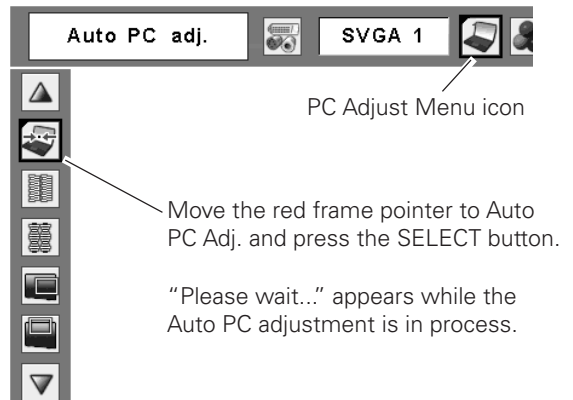 Auto PC adj.
SVGA 1
PC Adjust Menu icon
Move the red frame pointer to Auto
PC Adj. and press the SELECT button.
“Please wait...” appears while the
Auto PC adjustment is in process.